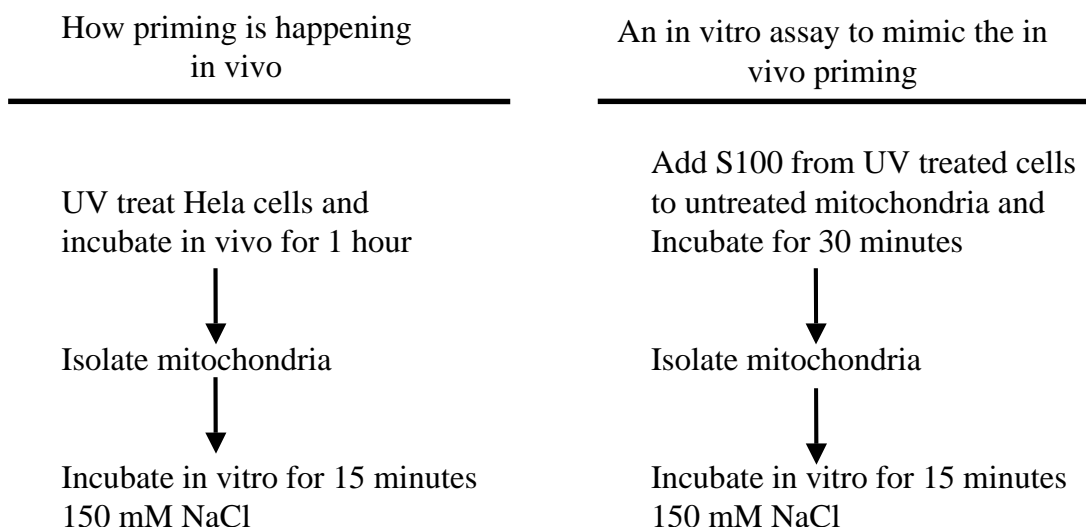 How priming is happening
in vivo
UV treat Hela cells and
incubate in vivo for 1 hour
Isolate mitochondria
Incubate in vitro for 15 minutes
150 mM NaCl
An in vitro assay to mimic the in
vivo priming
Add S100 from UV treated cells
to untreated mitochondria and
Incubate for 30 minutes
Isolate mitochondria
Incubate in vitro for 15 minutes
150 mM NaCl